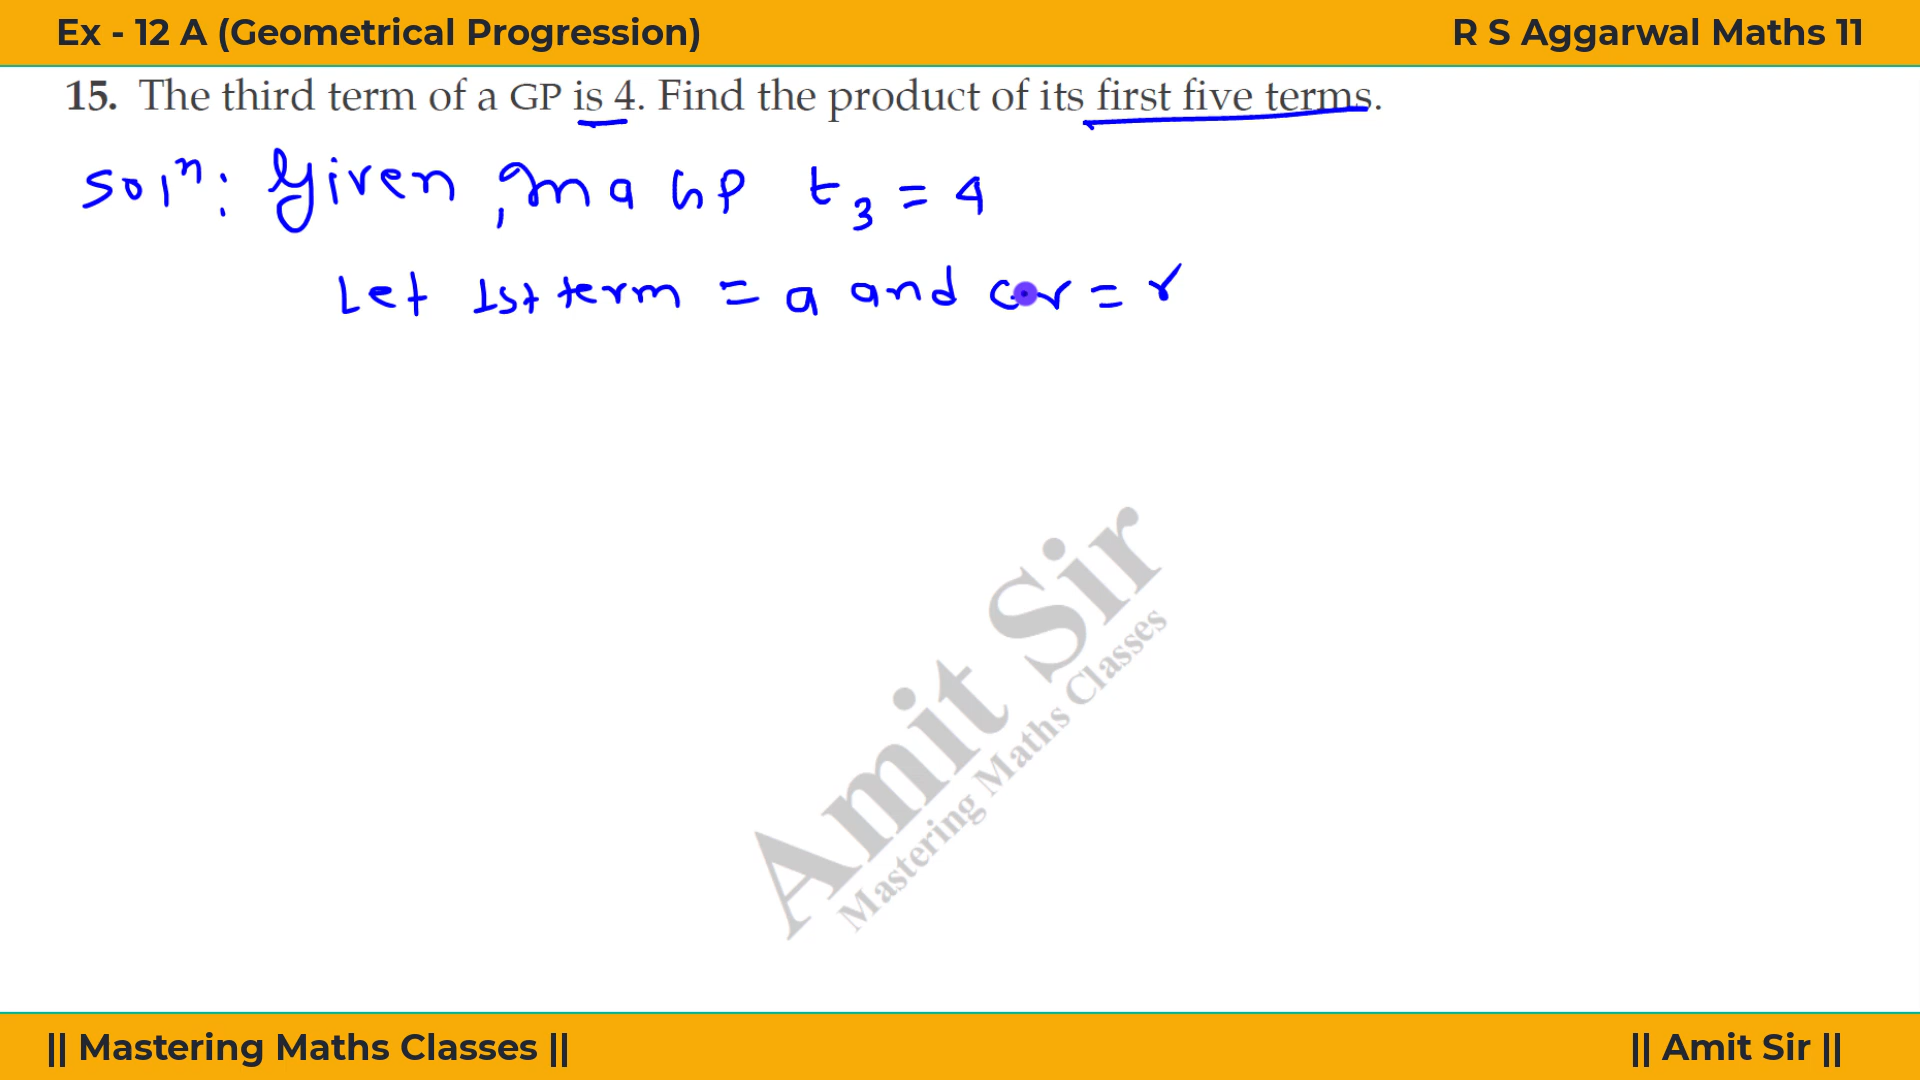 Ex - 12 A (Geometrical Progression)
R S Aggarwal Maths 11
15. The third term of a GP is 4. Find the product of its first five terms.
Solⁿ: Given, In a GP t₃ = 4
Let 1st term = a and cr = r
Amit Sir
Mastering Maths Classes
|| Mastering Maths Classes ||
|| Amit Sir ||